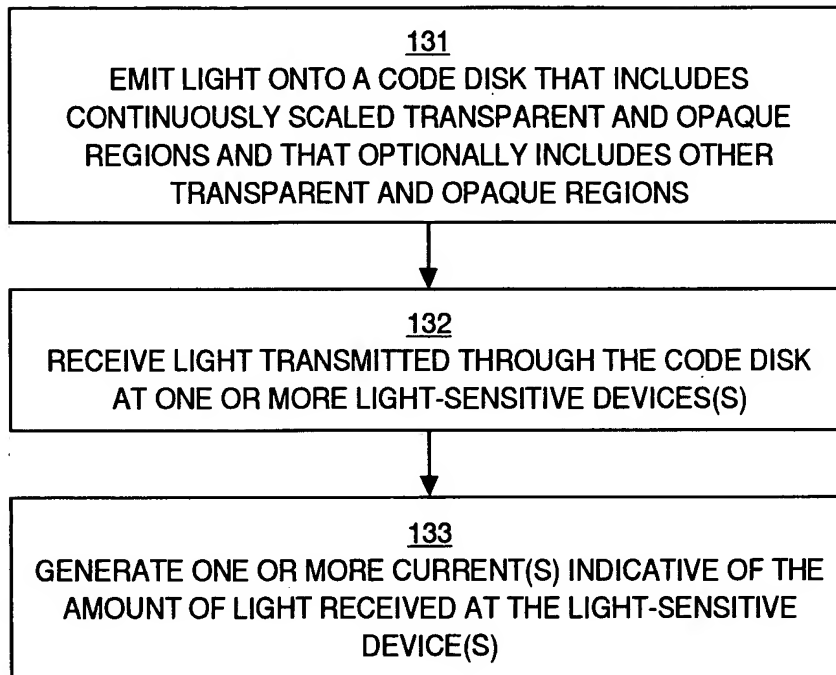 131
EMIT LIGHT ONTO A CODE DISK THAT INCLUDES
CONTINUOUSLY SCALED TRANSPARENT AND OPAQUE
REGIONS AND THAT OPTIONALLY INCLUDES OTHER
TRANSPARENT AND OPAQUE REGIONS
132
RECEIVE LIGHT TRANSMITTED THROUGH THE CODE DISK
AT ONE OR MORE LIGHT-SENSITIVE DEVICES(S)
133
GENERATE ONE OR MORE CURRENT(S) INDICATIVE OF THE
AMOUNT OF LIGHT RECEIVED AT THE LIGHT-SENSITIVE
DEVICE(S)